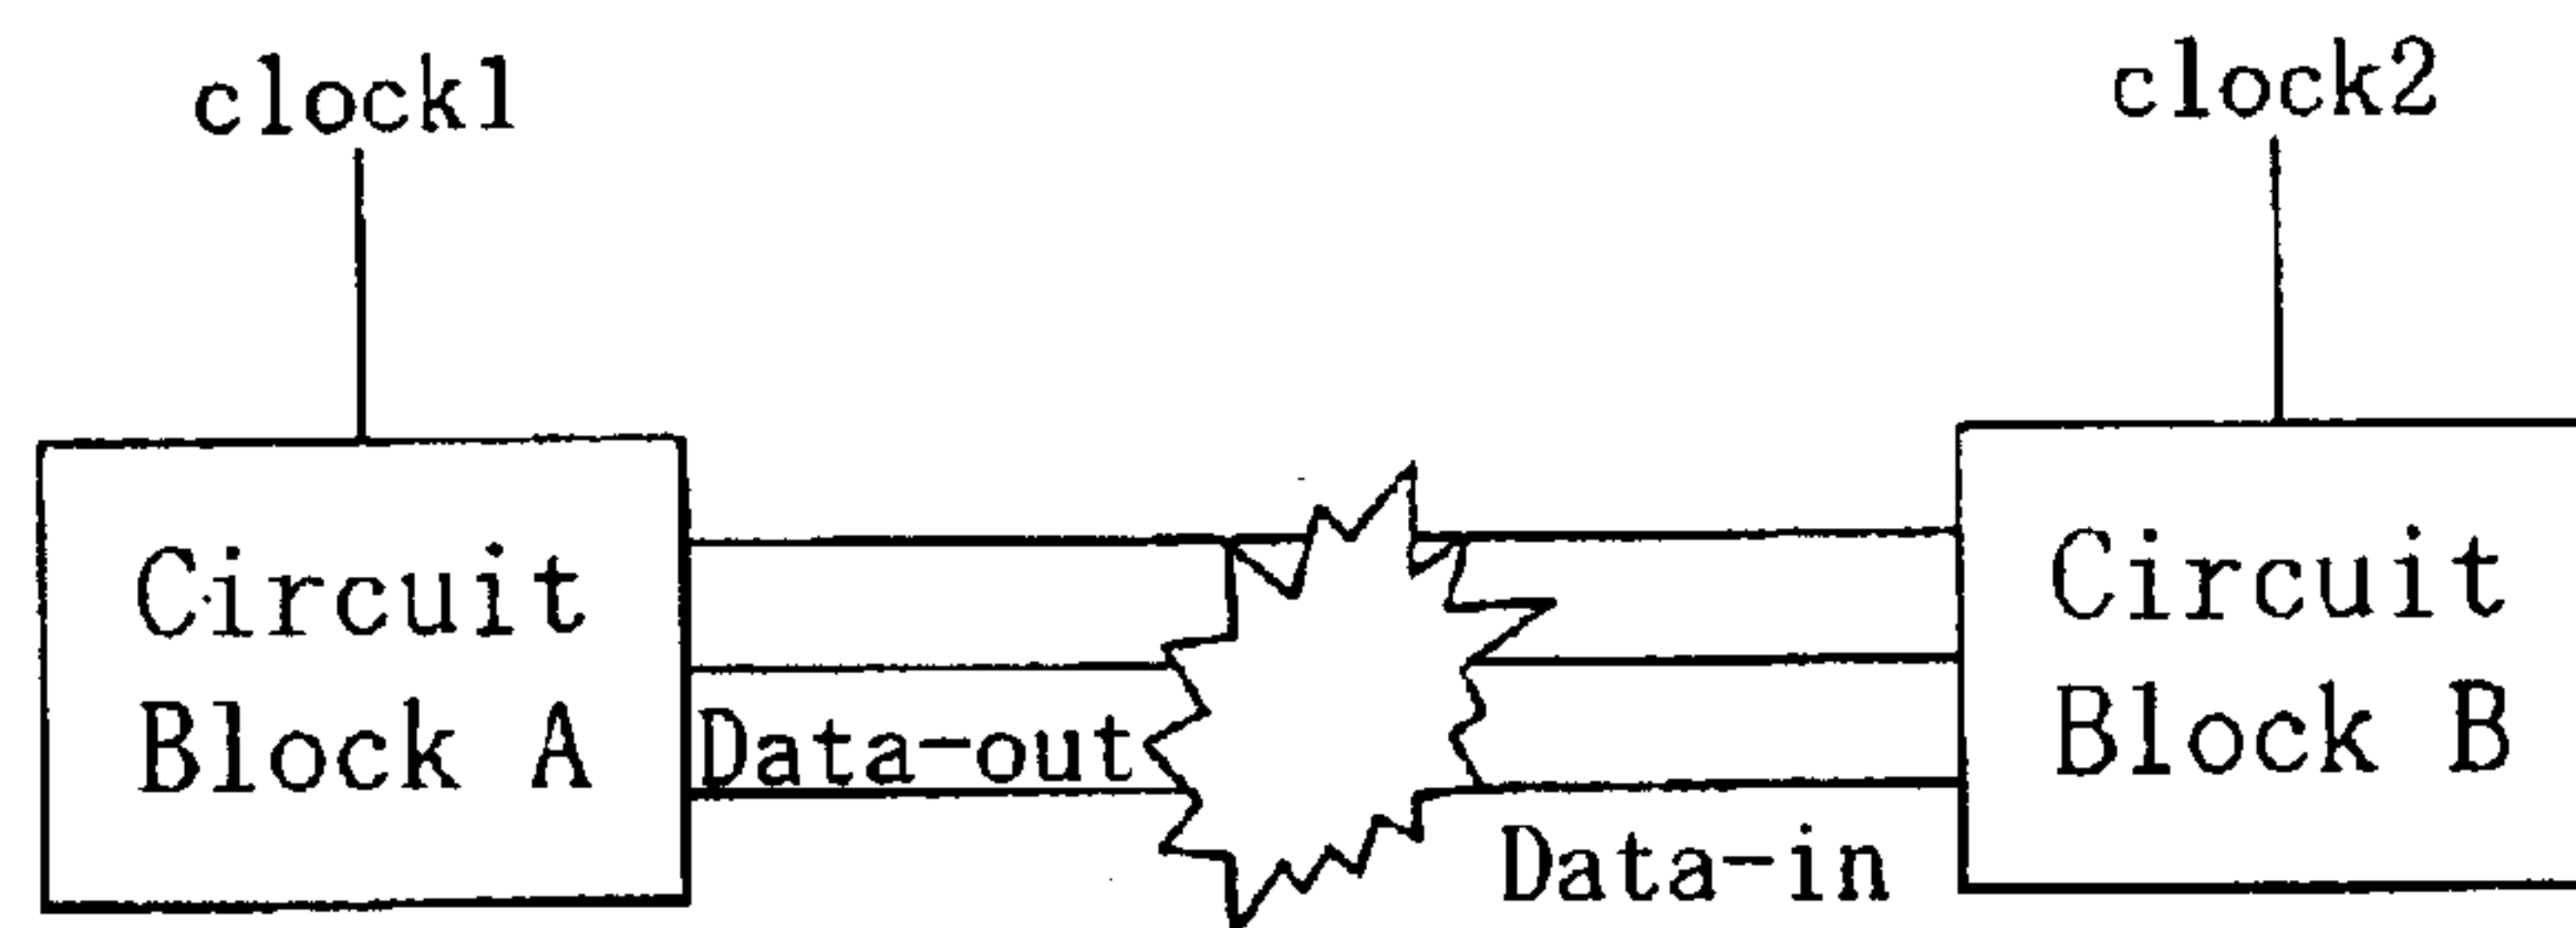 clock1
clock2
Circuit
Block A
Data-out
Data-in
Circuit
Block B